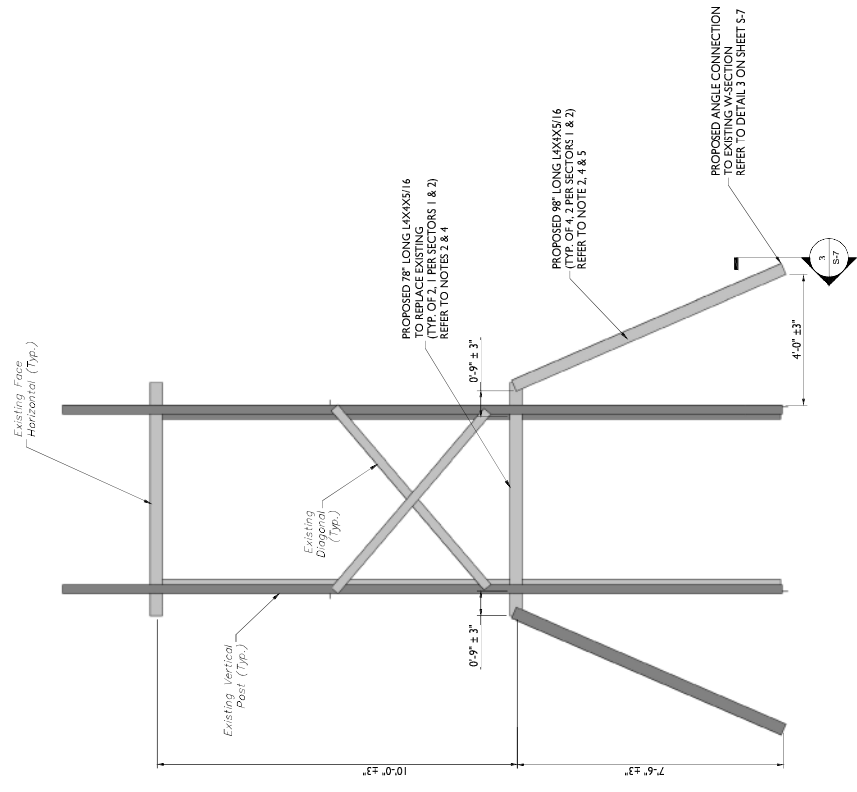 Existing Face
Horizontal (Typ.)
PROPOSED 78" LONG L4X4X5/16
TO REPLACE EXISTING
(TYP. OF 2, 1 PER SECTORS 1 & 2)
REFER TO NOTES 2 & 4
PROPOSED 98" LONG L4X4X5/16
(TYP. OF 4, 2 PER SECTORS 1 & 2)
REFER TO NOTE 2, 4 & 5
PROPOSED ANGLE CONNECTION
TO EXISTING W-SECTION
REFER TO DETAIL 3 ON SHEET S-7
3
S-7
0'-9" ± 3"
4'-0" ±3"
Existing
Diagonal
(Typ.)
Existing Vertical
Post (Typ.)
0'-9" ± 3"
10'-0" ±3"
7'-6" ±3"